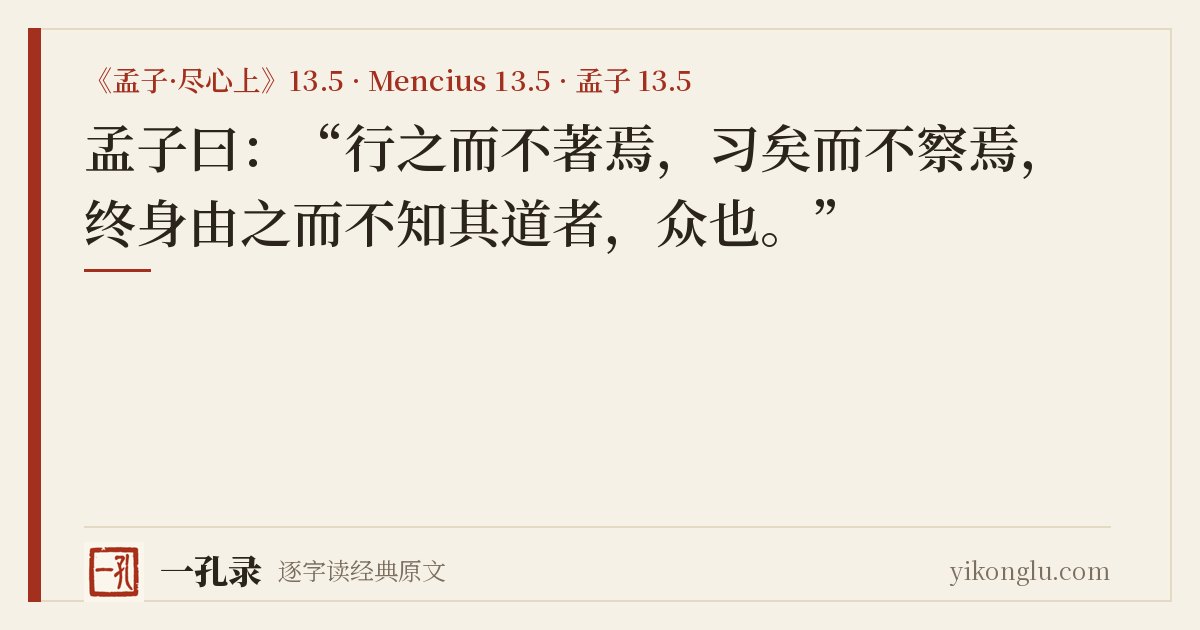 《孟子·尽心上》13.5 · Mencius 13.5 · 孟子 13.5
孟子曰：“行之而不著焉，习矣而不察焉，
终身由之而不知其道者，众也。”
一孔
一孔录 逐字读经典原文 yikonglu.com